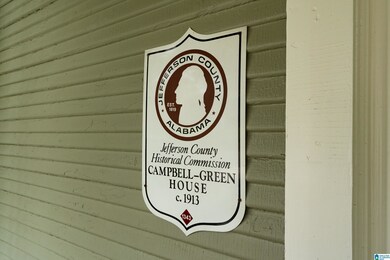 JEFFERSON COUNTY
EST.
1819
ALABAMA
Jefferson County
Historical Commission
CAMPBELL-GREEN
HOUSE
c. 1913